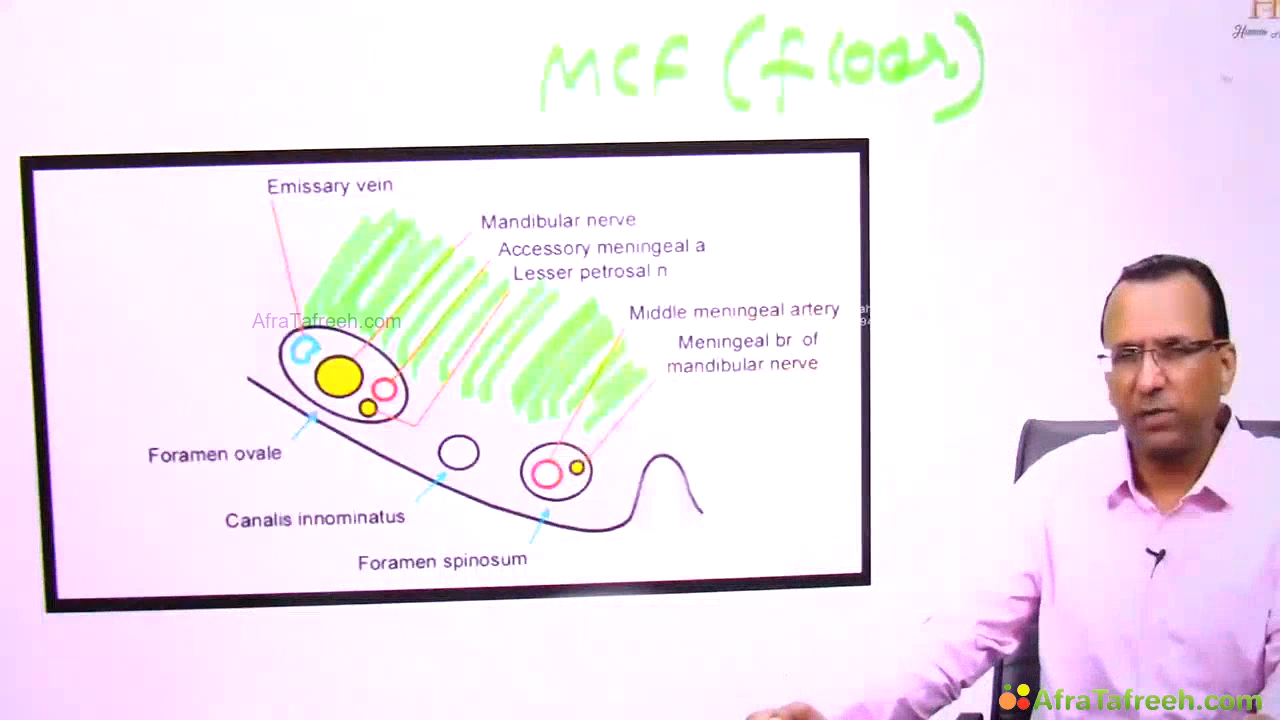 MCF (floor)
Emissary vein
Mandibular nerve
Accessory meningeal a
Lesser petrosal n
Middle meningeal artery
Meningeal br of
mandibular nerve
AfraTafreeh.com
Foramen ovale
Canalis innominatus
Foramen spinosum
AfraTafreeh.com